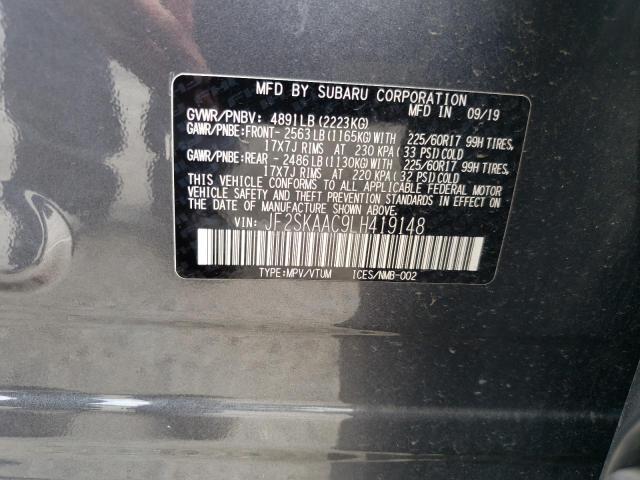 MFD BY SUBARU CORPORATION
MFD IN 09/19
GVWR/PNBV: 4891LB (2223KG)
GAWR/PNBE:FRONT- 2563LB (1165KG)WITH 225/60R17 99H TIRES,
17X7J RIMS AT 230 KPA (33 PSI)COLD
GAWR/PNBE:REAR - 2486LB (1130KG)WITH 225/60R17 99H TIRES,
17X7J RIMS AT 220 KPA (32 PSI)COLD
THIS VEHICLE CONFORMS TO ALL APPLICABLE FEDERAL MOTOR
VEHICLE SAFETY AND THEFT PREVENTION STANDARDS IN EFFECT ON
THE DATE OF MANUFACTURE SHOWN ABOVE.
VIN: JF2SKAAC9LH419148
TYPE:MPV/VTUM ICES/NMB-002